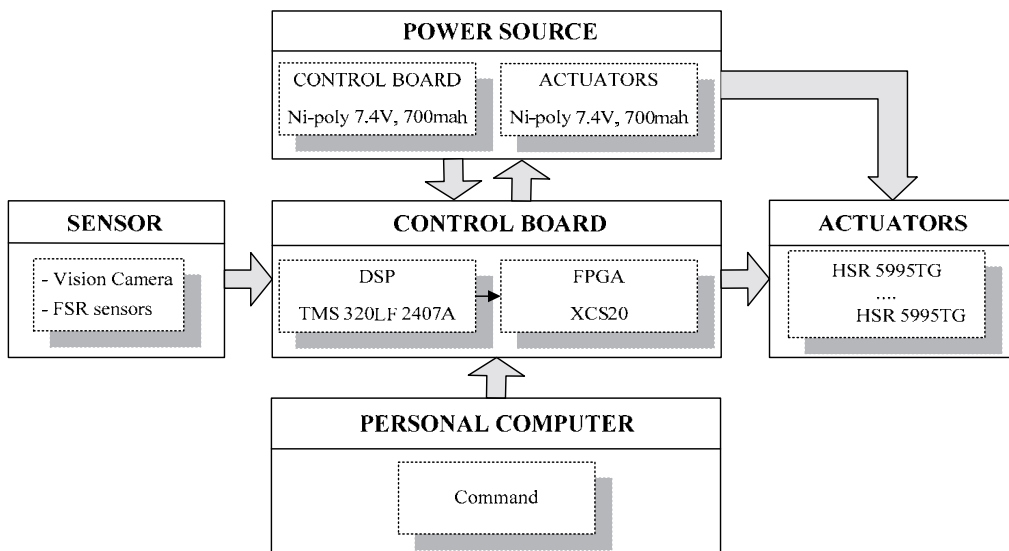 POWER SOURCE
CONTROL BOARD
Ni-poly 7.4V, 700mah
ACTUATORS
Ni-poly 7.4V, 700mah
SENSOR
- Vision Camera
- FSR sensors
CONTROL BOARD
DSP
TMS 320LF 2407A
FPGA
XCS20
ACTUATORS
HSR 5995TG
....
HSR 5995TG
PERSONAL COMPUTER
Command